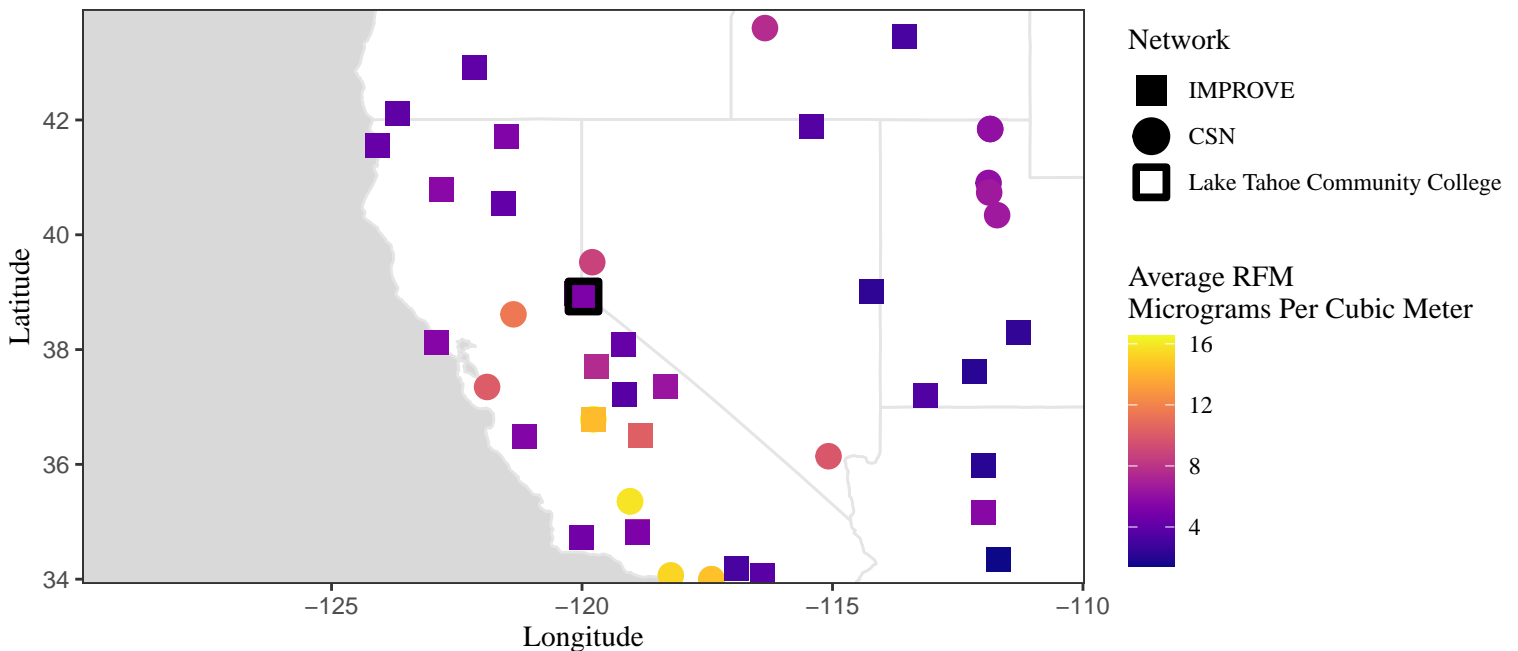 Network
IMPROVE
CSN
Lake Tahoe Community College
Average RFM
Micrograms Per Cubic Meter
16
12
8
4
42
40
38
36
34
Latitude
−125
−120
−115
−110
Longitude